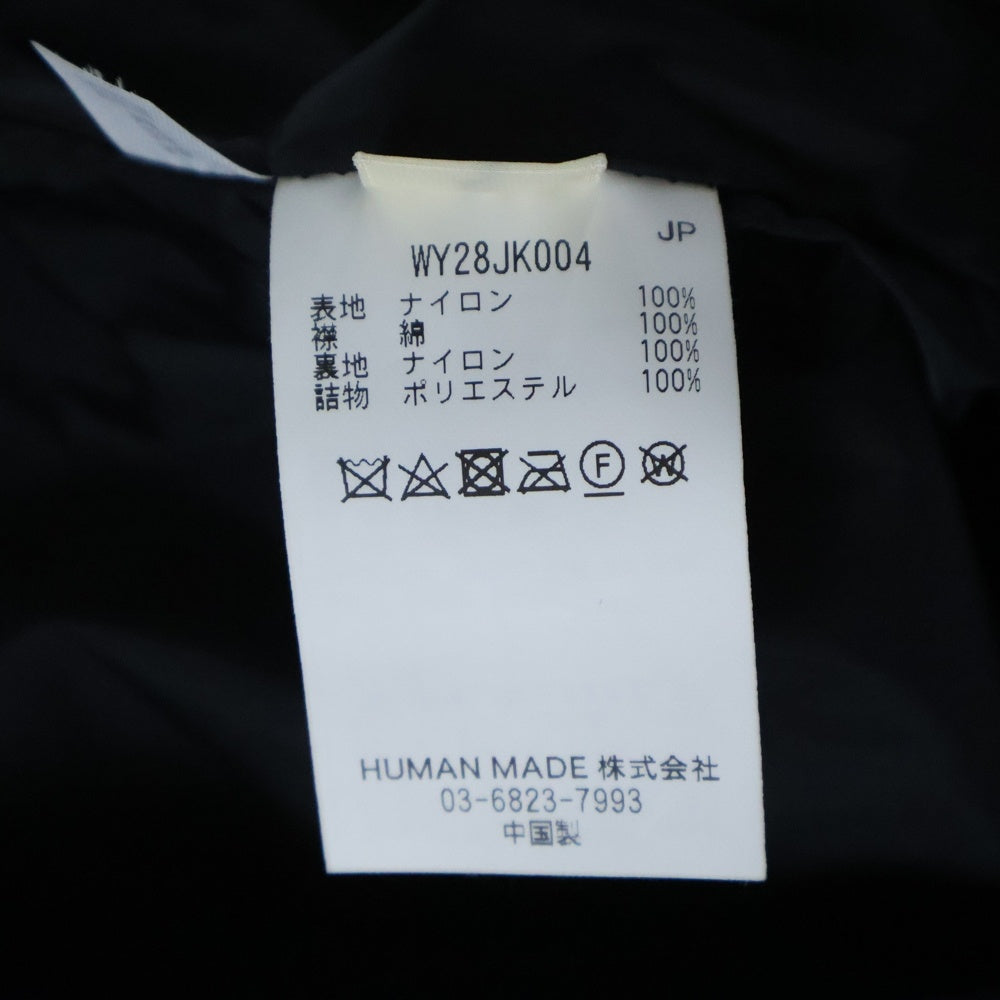 JP
WY28JK004
表地 ナイロン 100%
襟 綿 100%
裏地 ナイロン 100%
詰物 ポリエステル 100%
F W
HUMAN MADE 株式会社
03-6823-7993
中国製